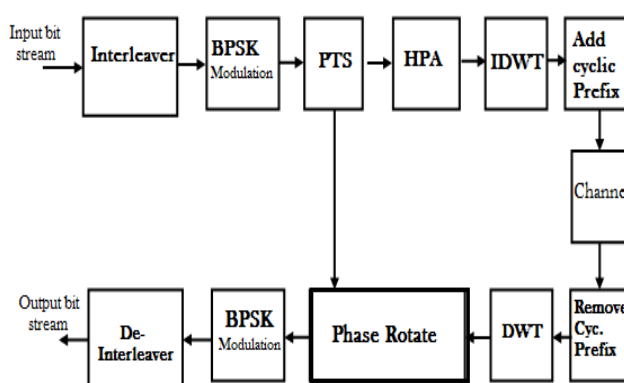 Input bit
stream
Interleaver
BPSK
Modulation
PTS
HPA
IDWT
Add
cyclic
Prefix
Channel
Output bit
stream
De-
Interleaver
BPSK
Modulation
Phase Rotate
DWT
Remove
Cyc.
Prefix